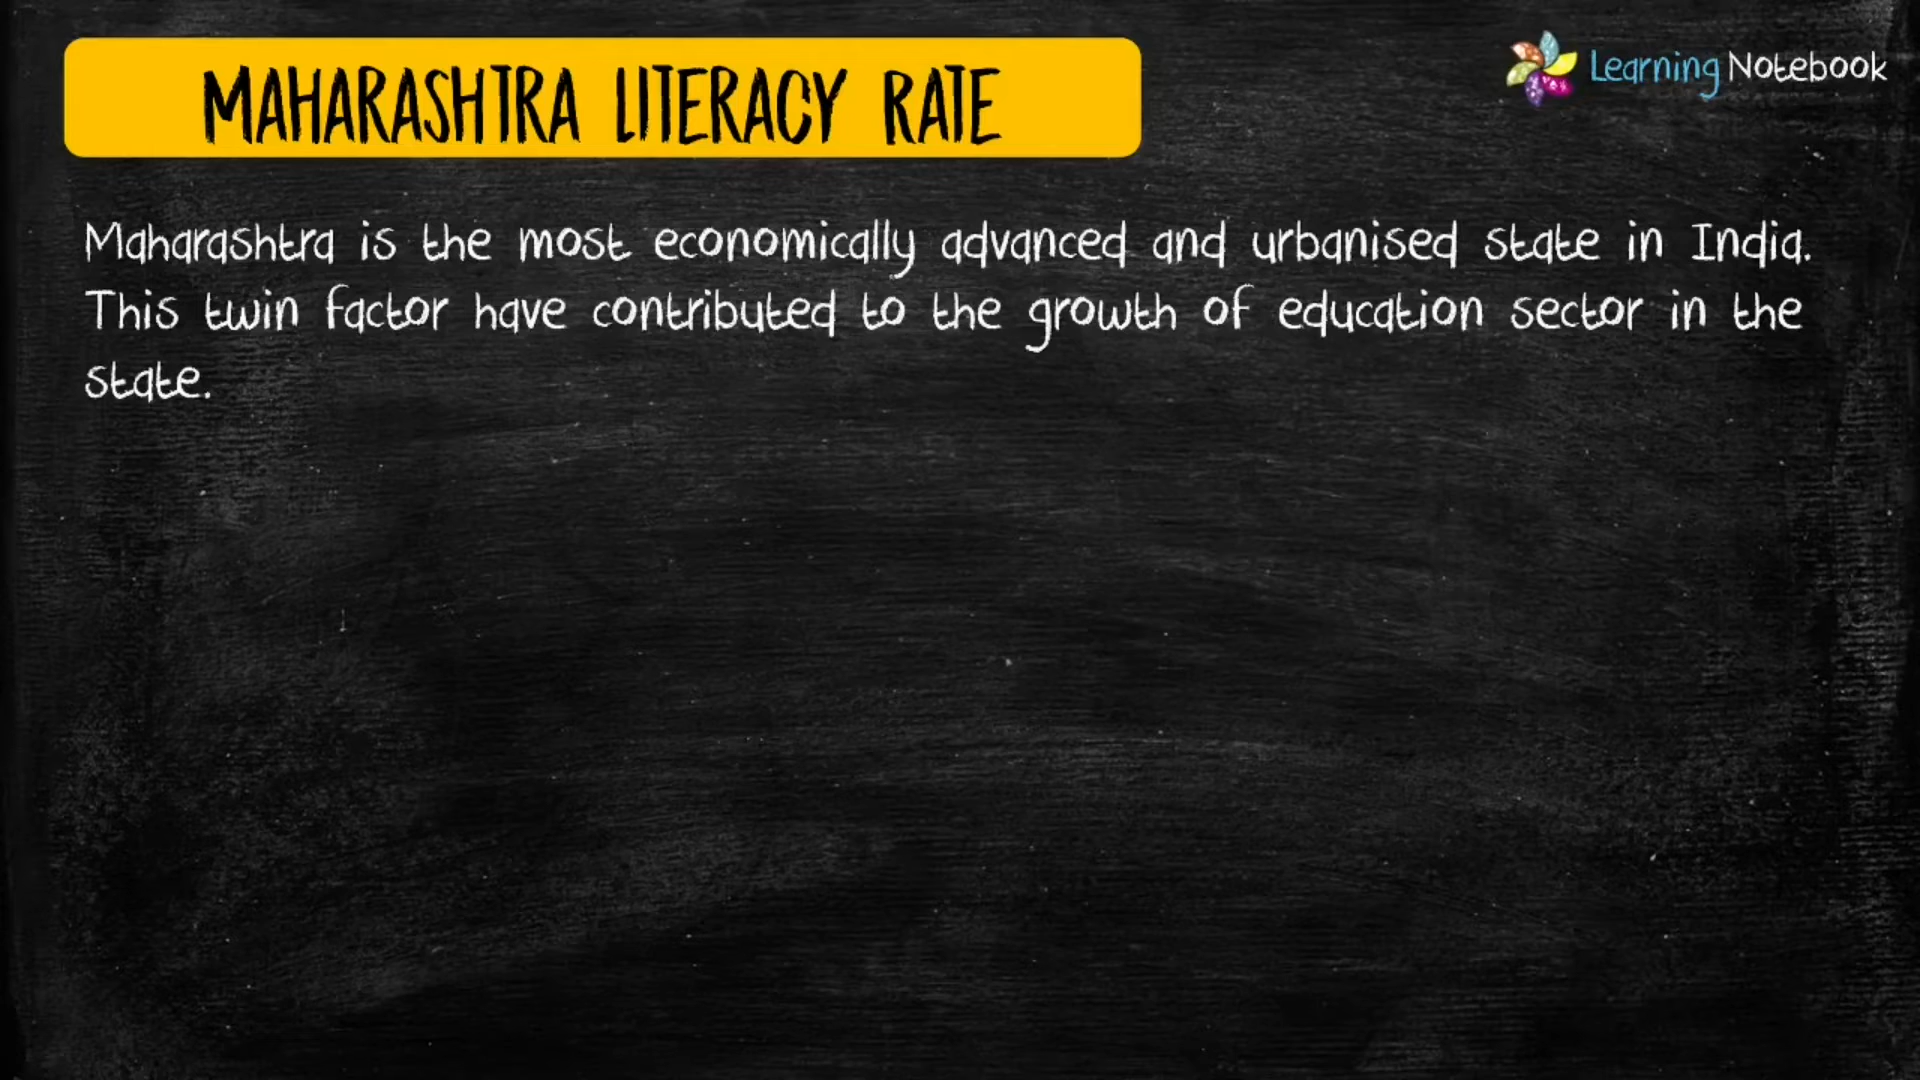 MAHARASHTRA LITERACY RATE
Learning Notebook
Maharashtra is the most economically advanced and urbanised state in India.
This twin factor have contributed to the growth of education sector in the
state.